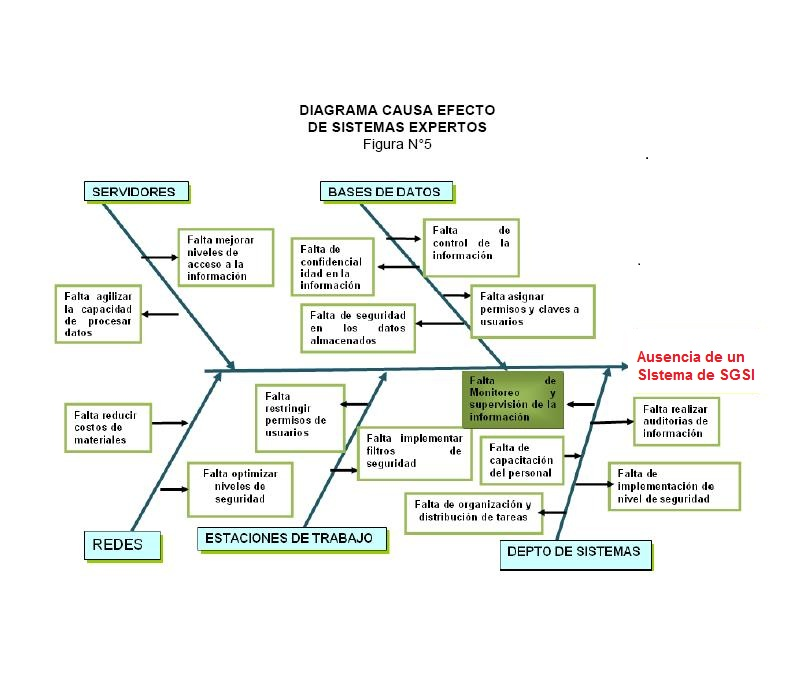 DIAGRAMA CAUSA EFECTO
DE SISTEMAS EXPERTOS
Figura N°5
SERVIDORES
BASES DE DATOS
Falta mejorar
niveles de
acceso a la
información
Falta agilizar
la capacidad
de procesar
datos
Falta de
control de la
información
Falta de
confidencial
idad en la
información
Falta asignar
permisos y claves a
usuarios
Falta de seguridad
en los datos
almacenados
Ausencia de un
Sistema de SGSI
Falta reducir
costos de
materiales
Falta optimizar
niveles de
seguridad
Falta
restringir
permisos de
usuarios
Falta implementar
filtros de
seguridad
Falta de
Monitoreo y
supervisión de la
información
Falta realizar
auditorias de
información
Falta de
capacitación
del personal
Falta de
implementación de
nivel de seguridad
Falta de organización y
distribución de tareas
REDES
ESTACIONES DE TRABAJO
DEPTO DE SISTEMAS